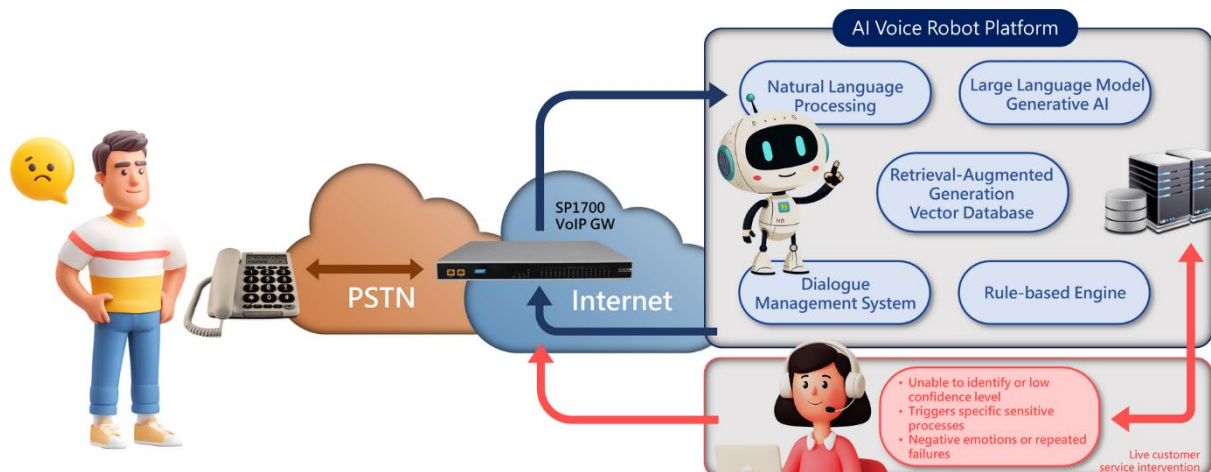 AI Voice Robot Platform
Natural Language
Processing
Large Language Model
Generative AI
Retrieval-Augmented
Generation
Vector Database
SP1700
VoIP GW
PSTN
Internet
Dialogue
Management System
Rule-based Engine
• Unable to identify or low
confidence level
• Triggers specific sensitive
processes
• Negative emotions or repeated
failures
Live customer
service intervention